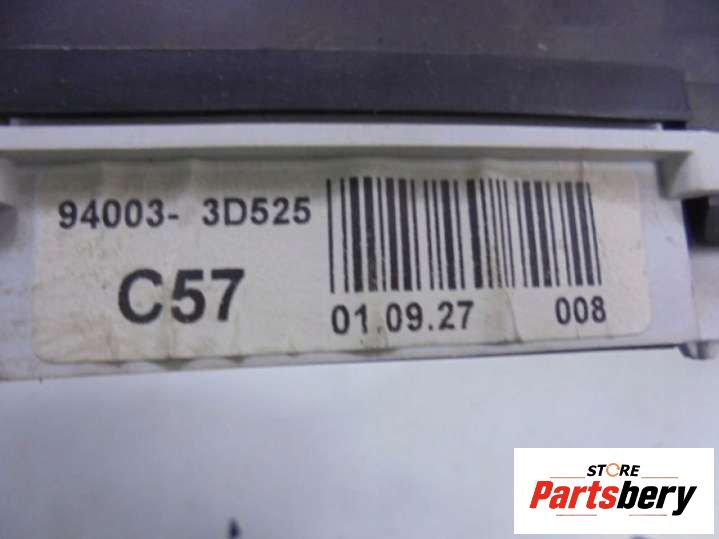 94003- 3D525
C57
01.09.27 008
STORE
Partsbery